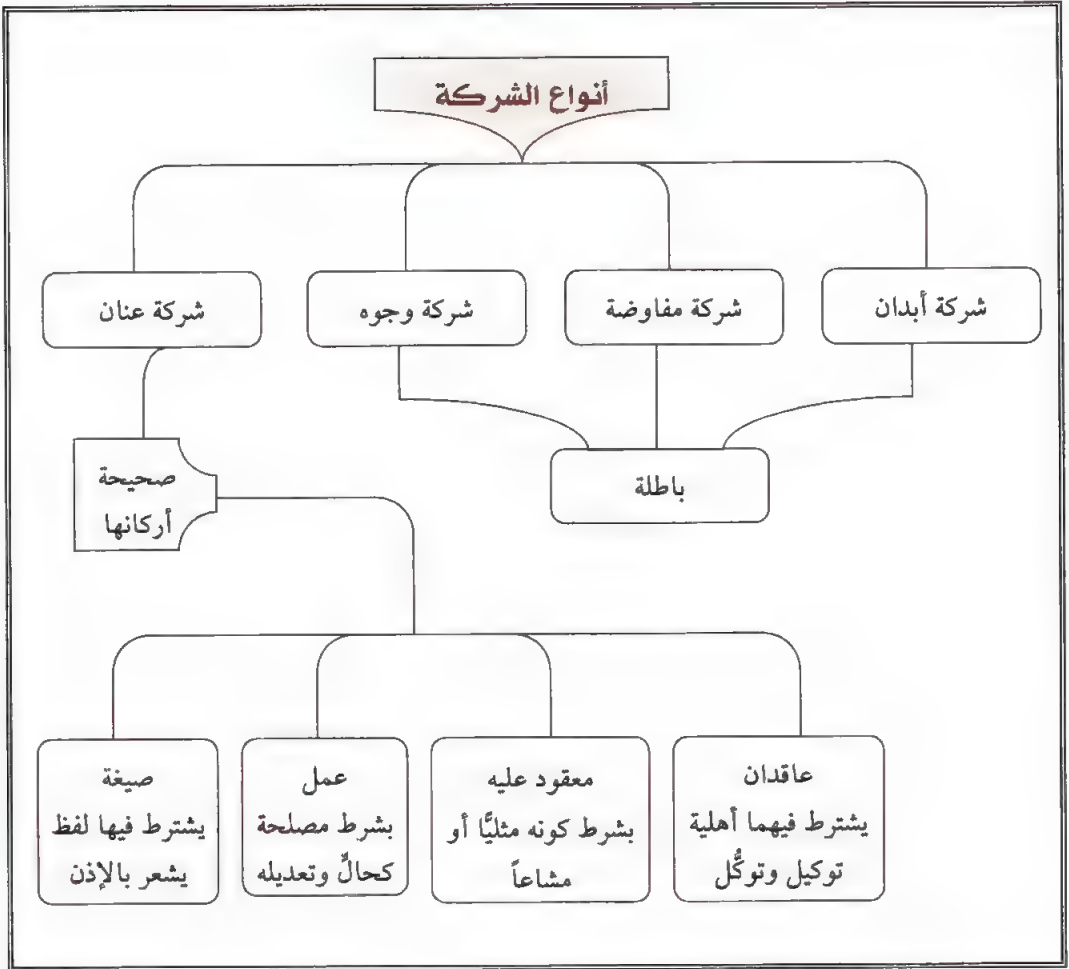 أنواع الشركة
شركة أبدان
شركة مفاوضة
شركة وجوه
شركة عنان
باطلة
صحيحة
أركانها
عاقدان
يشترط فيهما أهلية
توكيل وتوكُّل
معقود عليه
بشرط كونه مثليًّا أو
مشاعاً
عمل
بشرط مصلحة
كحالٍّ وتعديله
صيغة
يشترط فيها لفظ
يشعر بالإذن